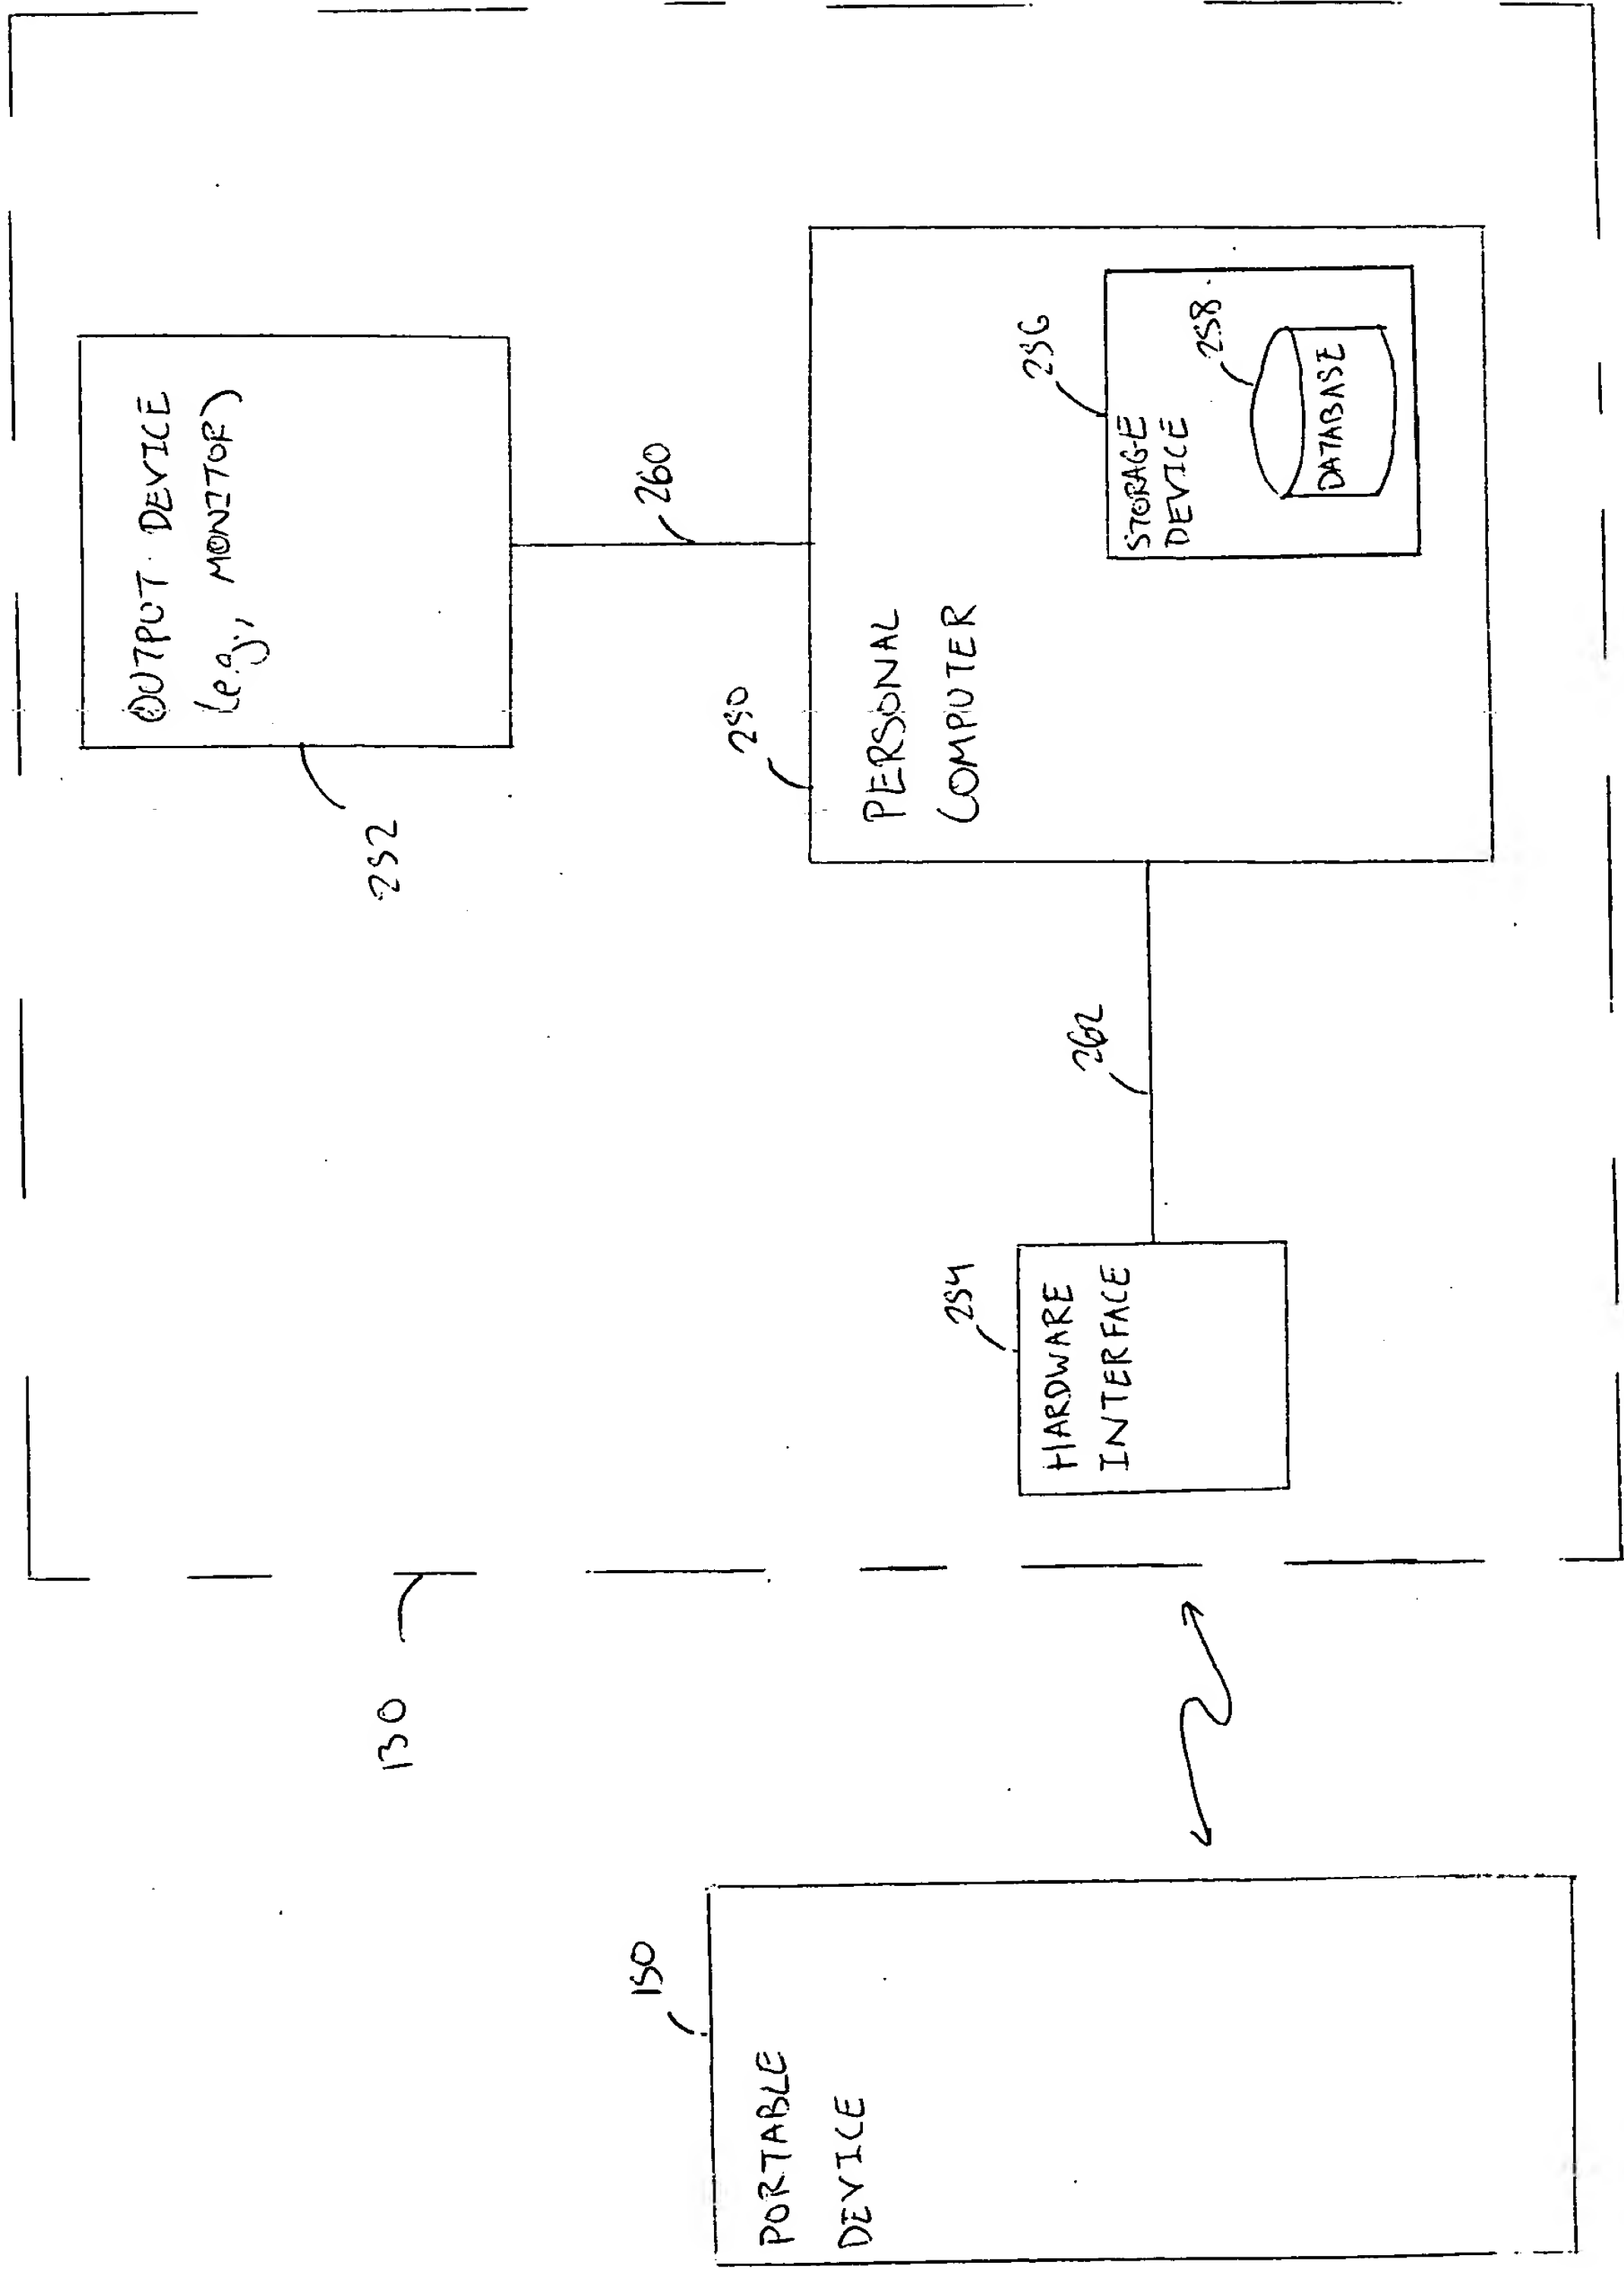 130
OUTPUT DEVICE
(e.g., MONITOR)
252
260
250
PERSONAL
COMPUTER
256
STORAGE
DEVICE
258
DATABASE
262
254
HARDWARE
INTERFACE
150
PORTABLE
DEVICE